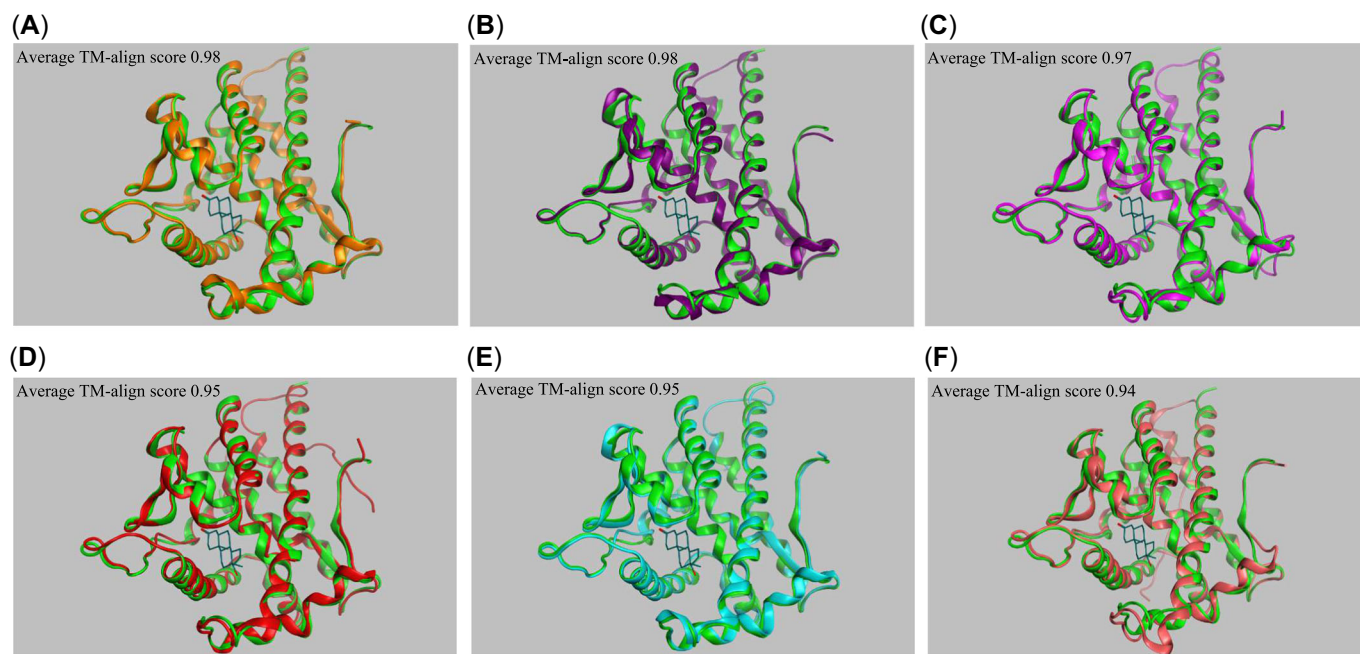 (A)
Average TM-align score 0.98
(B)
Average TM-align score 0.98
(C)
Average TM-align score 0.97
(D)
Average TM-align score 0.95
(E)
Average TM-align score 0.95
(F)
Average TM-align score 0.94